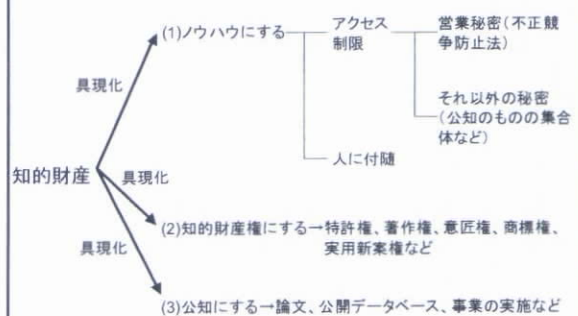 知的財産
具現化
(1)ノウハウにする
アクセス
制限
営業秘密(不正競
争防止法)
それ以外の秘密
(公知のものの集合
体など)
人に付随
具現化
(2)知的財産権にする→特許権、著作権、意匠権、商標権、
実用新案権など
具現化
(3)公知にする→論文、公開データベース、事業の実施など